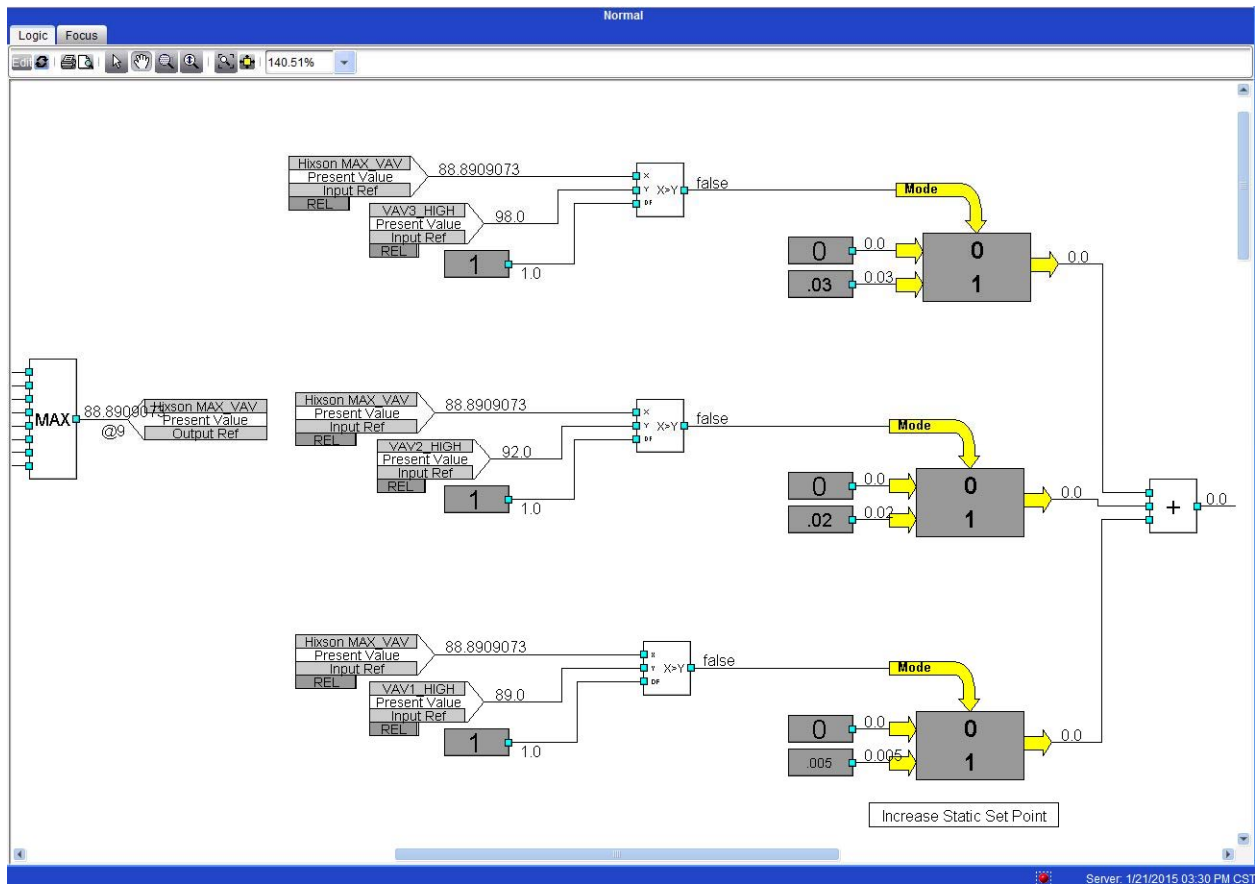 Normal
Logic Focus
Edit 140.51%
Hixson MAX_VAV
Present Value
Input Ref
REL
88.8909073
VAV3_HIGH
Present Value
Input Ref
REL
98.0
1
1.0
X
Y X>Y
DF
false
Mode
0
0.0
.03
0.03
0
1
0.0
MAX
88.8909073
@9
Hixson MAX_VAV
Present Value
Output Ref
Hixson MAX_VAV
Present Value
Input Ref
REL
88.8909073
VAV2_HIGH
Present Value
Input Ref
REL
92.0
1
1.0
X
Y X>Y
DF
false
Mode
0
0.0
.02
0.02
0
1
0.0
+
0.0
Hixson MAX_VAV
Present Value
Input Ref
REL
88.8909073
VAV1_HIGH
Present Value
Input Ref
REL
89.0
1
1.0
X
Y X>Y
DF
false
Mode
0
0.0
.005
0.005
0
1
0.0
Increase Static Set Point
Server: 1/21/2015 03:30 PM CST